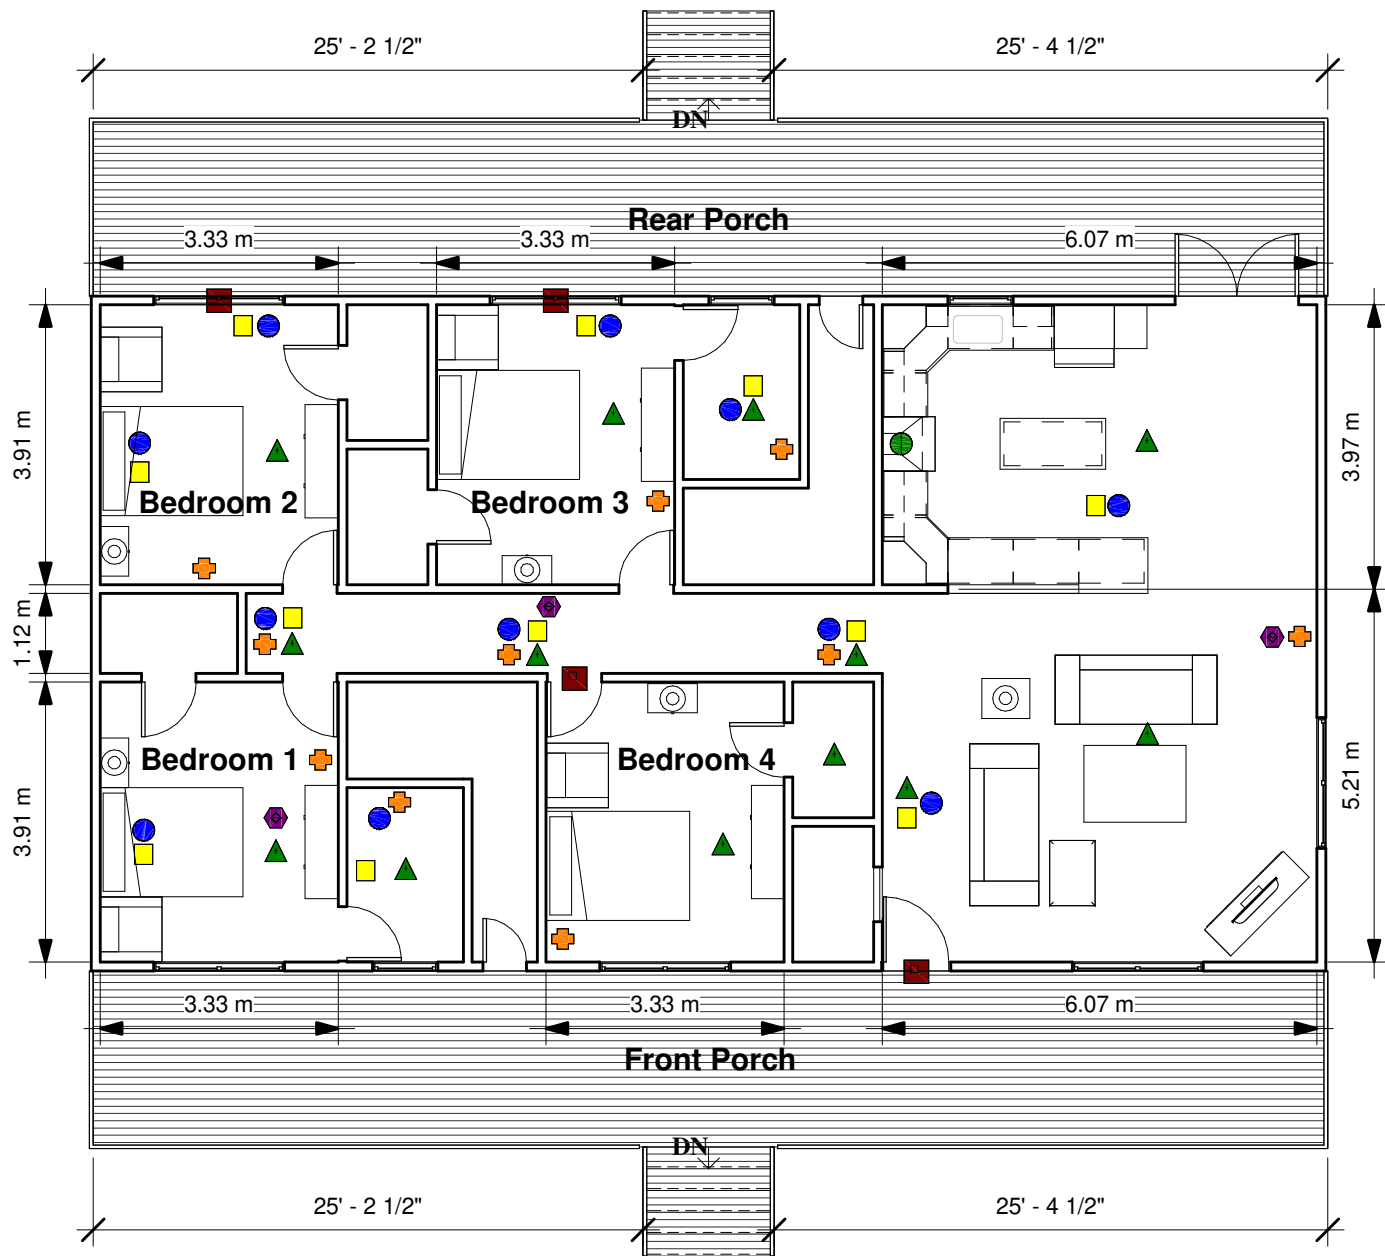 25' - 2 1/2"
25' - 4 1/2"
DN
Rear Porch
3.33 m
3.33 m
6.07 m
3.91 m
3.97 m
Bedroom 2
Bedroom 3
1.12 m
Bedroom 1
Bedroom 4
3.91 m
5.21 m
3.33 m
3.33 m
6.07 m
Front Porch
DN
25' - 2 1/2"
25' - 4 1/2"